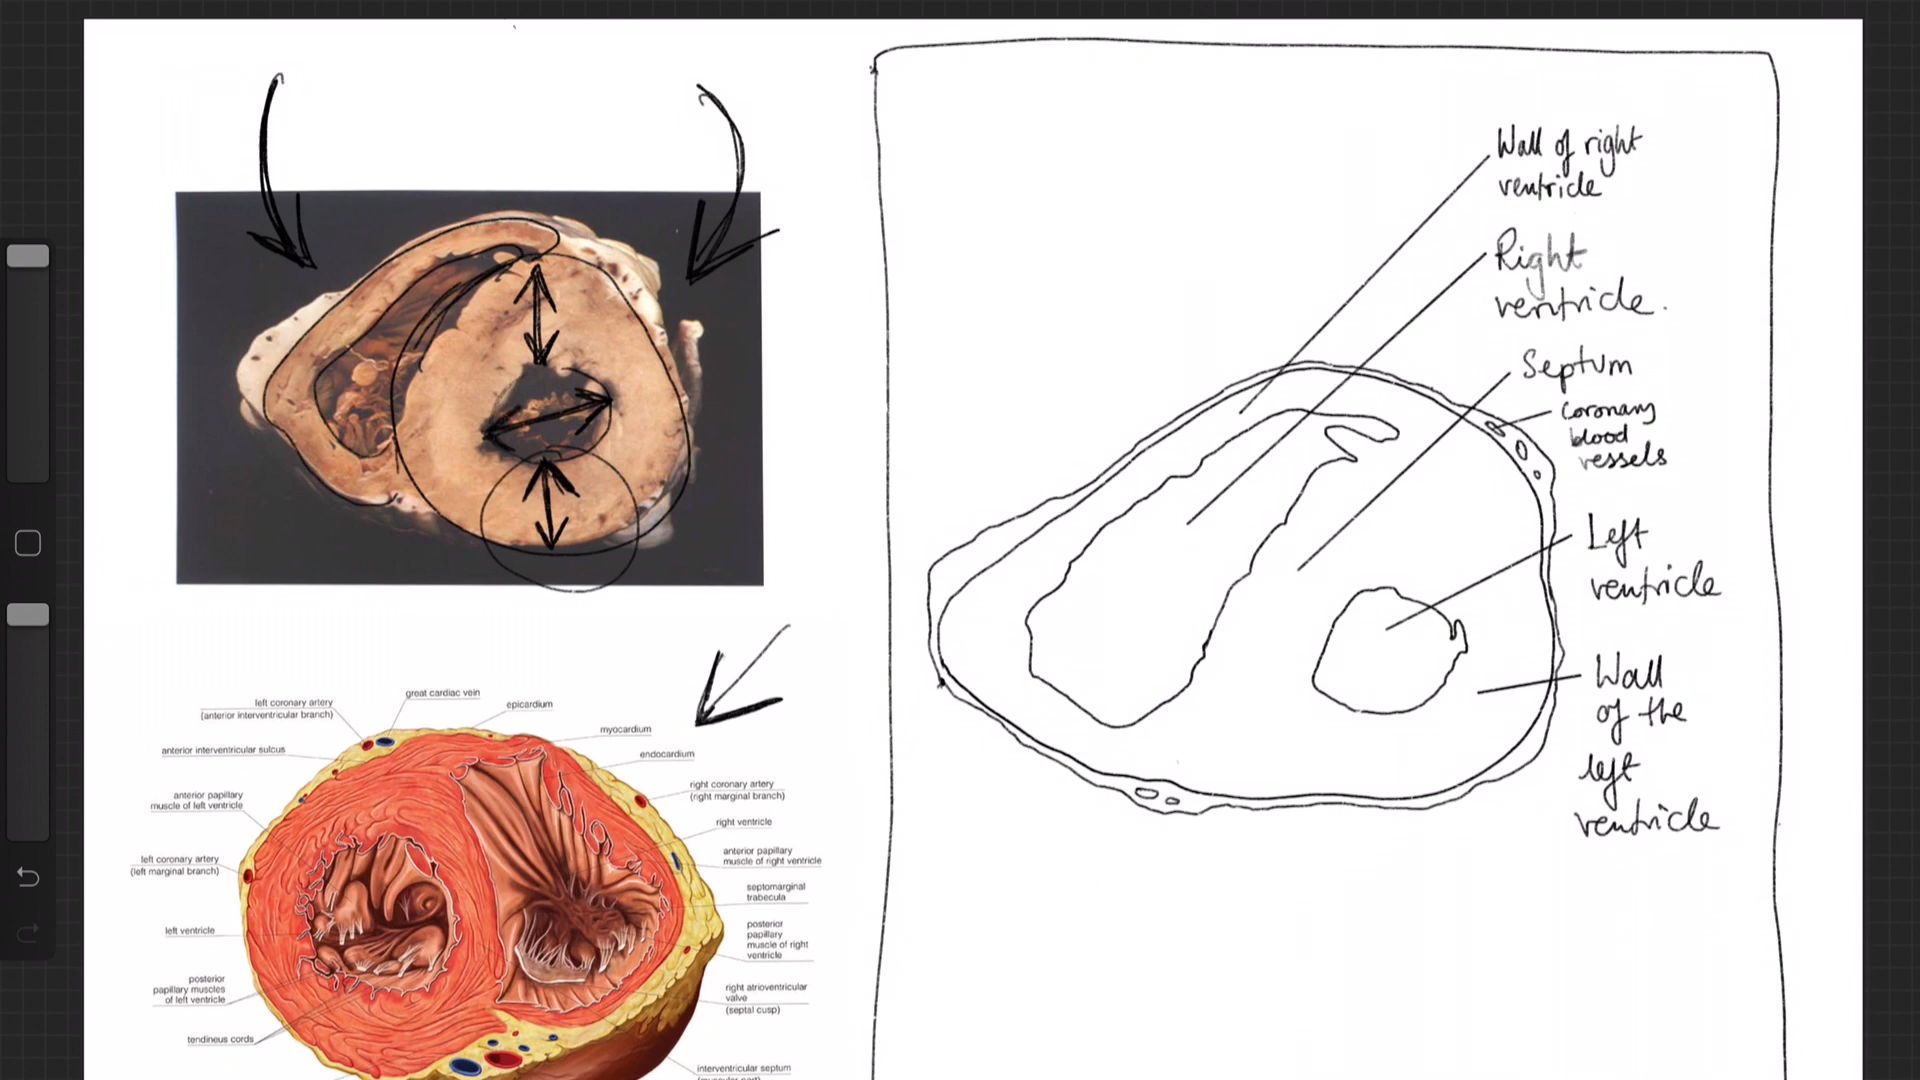 Wall of right
ventricle
Right
ventricle.
Septum
coronary
blood
vessels
Left
ventricle
Wall
of the
left
ventricle
great cardiac vein
left coronary artery
(anterior interventricular branch)
epicardium
myocardium
anterior interventricular sulcus
endocardium
right coronary artery
(right marginal branch)
anterior papillary
muscle of left ventricle
right ventricle
anterior papillary
muscle of right ventricle
left coronary artery
(left marginal branch)
septomarginal
trabecula
left ventricle
posterior
papillary
muscle of right
ventricle
posterior
papillary muscles
of left ventricle
right atrioventricular
valve
(septal cusp)
tendineus cords
interventricular septum